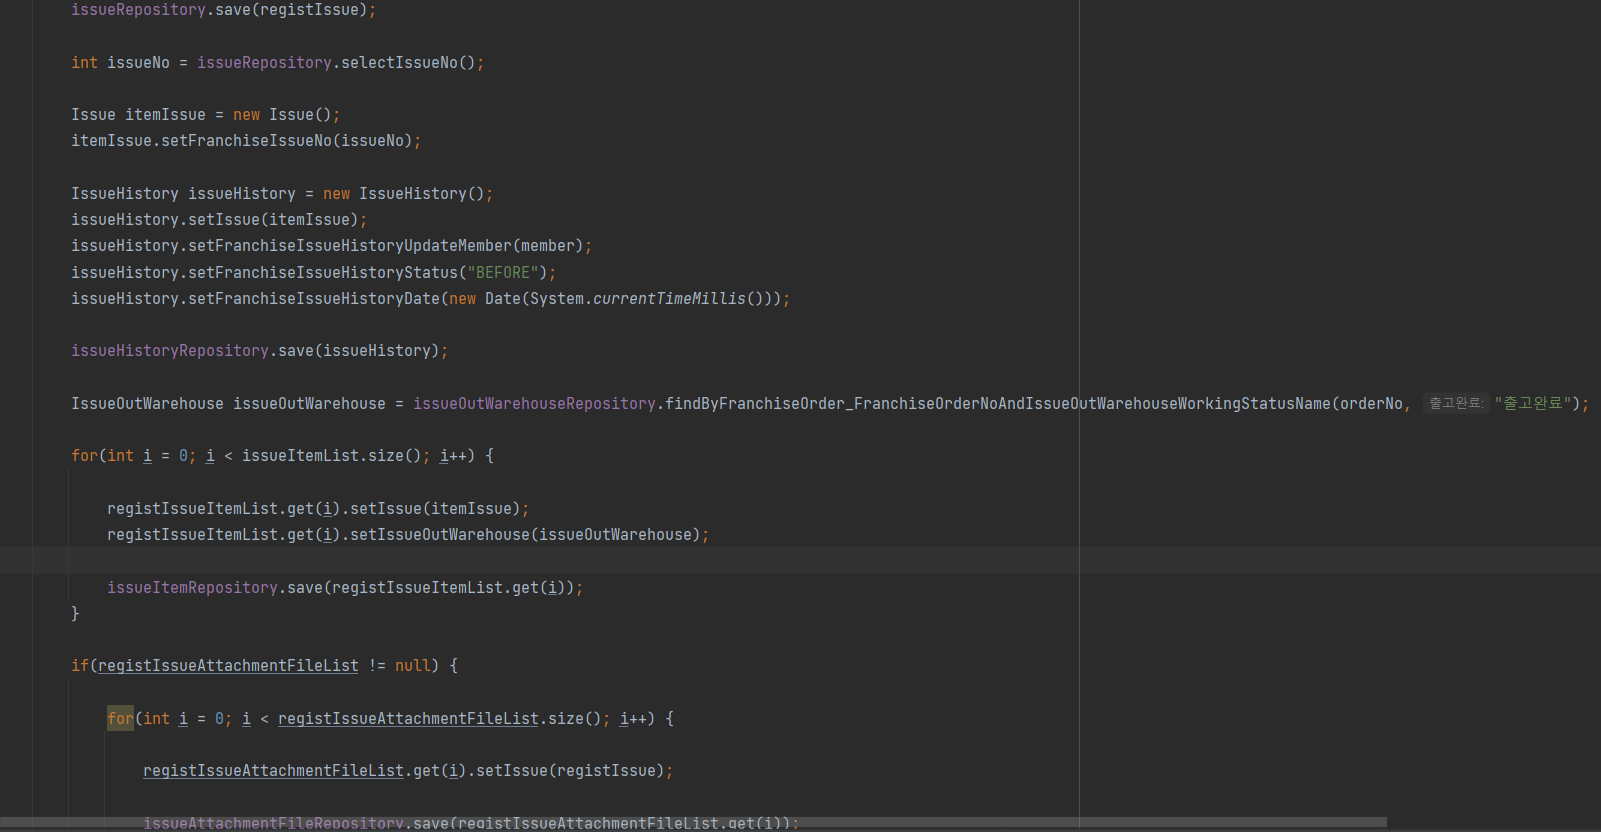 issueRepository.save(registIssue);
int issueNo = issueRepository.selectIssueNo();
Issue itemIssue = new Issue();
itemIssue.setFranchiseIssueNo(issueNo);
IssueHistory issueHistory = new IssueHistory();
issueHistory.setIssue(itemIssue);
issueHistory.setFranchiseIssueHistoryUpdateMember(member);
issueHistory.setFranchiseIssueHistoryStatus("BEFORE");
issueHistory.setFranchiseIssueHistoryDate(new Date(System.currentTimeMillis()));
issueHistoryRepository.save(issueHistory);
IssueOutWarehouse issueOutWarehouse = issueOutWarehouseRepository.findByFranchiseOrder_FranchiseOrderNoAndIssueOutWarehouseWorkingStatusName(orderNo, 출고완료: "출고완료");
for(int i = 0; i < issueItemList.size(); i++) {
registIssueItemList.get(i).setIssue(itemIssue);
registIssueItemList.get(i).setIssueOutWarehouse(issueOutWarehouse);
issueItemRepository.save(registIssueItemList.get(i));
}
if(registIssueAttachmentFileList != null) {
for(int i = 0; i < registIssueAttachmentFileList.size(); i++) {
registIssueAttachmentFileList.get(i).setIssue(registIssue);
issueAttachmentFileRepository.save(registIssueAttachmentFileList.get(i));